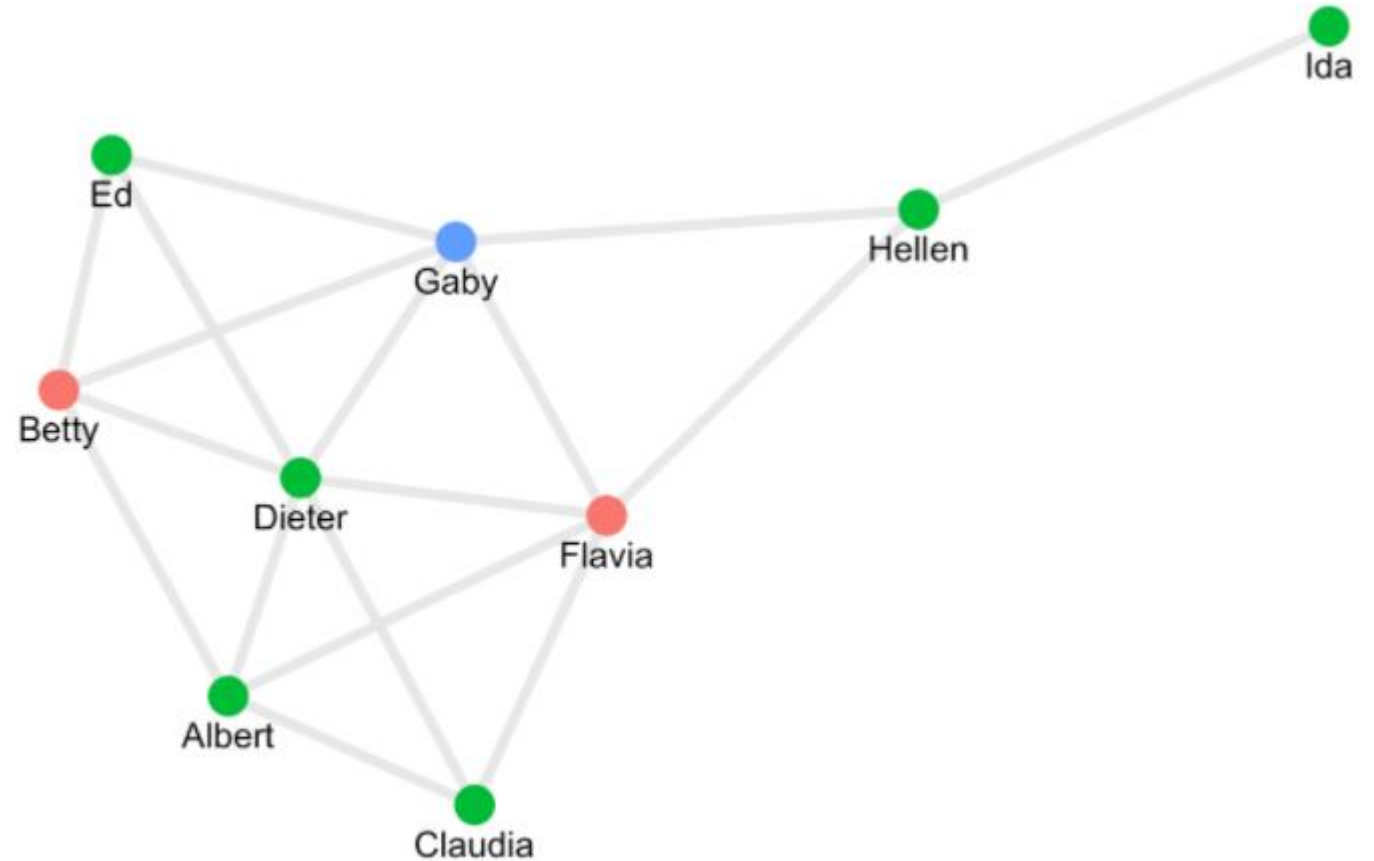 Ida
Ed
Hellen
Gaby
Betty
Dieter
Flavia
Albert
Claudia